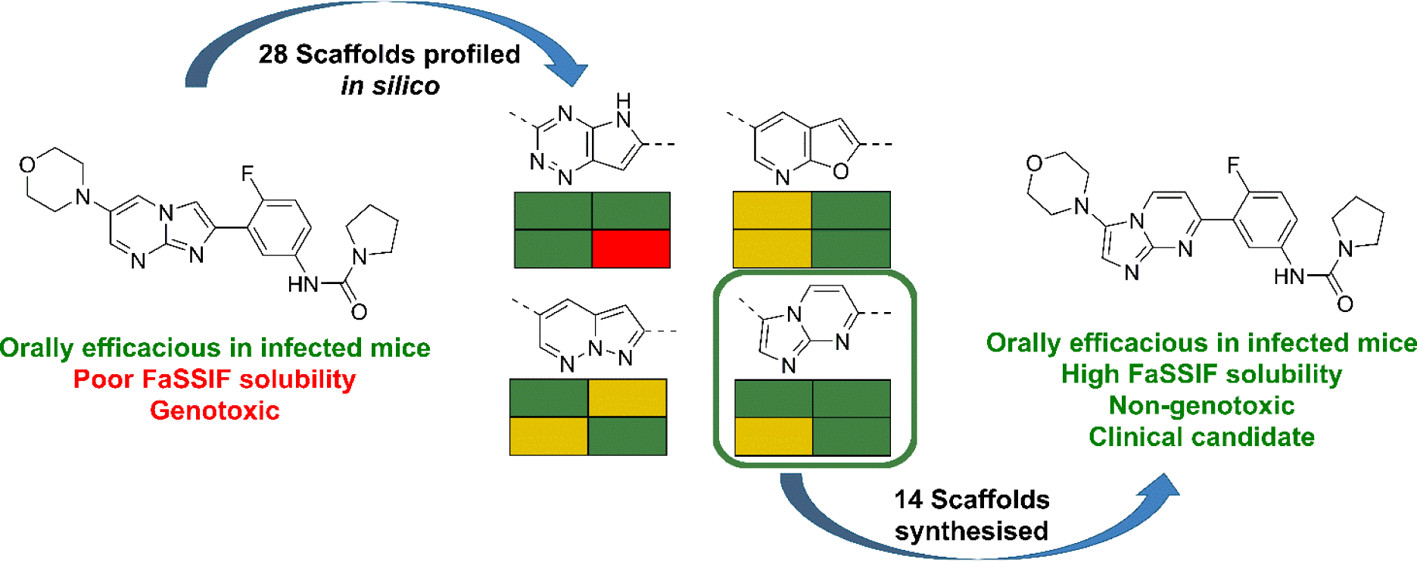 28 Scaffolds profiled
in silico
O
N
N
N
N
F
HN
N
O
Orally efficacious in infected mice
Poor FaSSIF solubility
Genotoxic
N
H
N
N
N
N
O
N
N
N
N
N
N
14 Scaffolds
synthesised
O
N
N
N
N
F
HN
N
O
Orally efficacious in infected mice
High FaSSIF solubility
Non-genotoxic
Clinical candidate